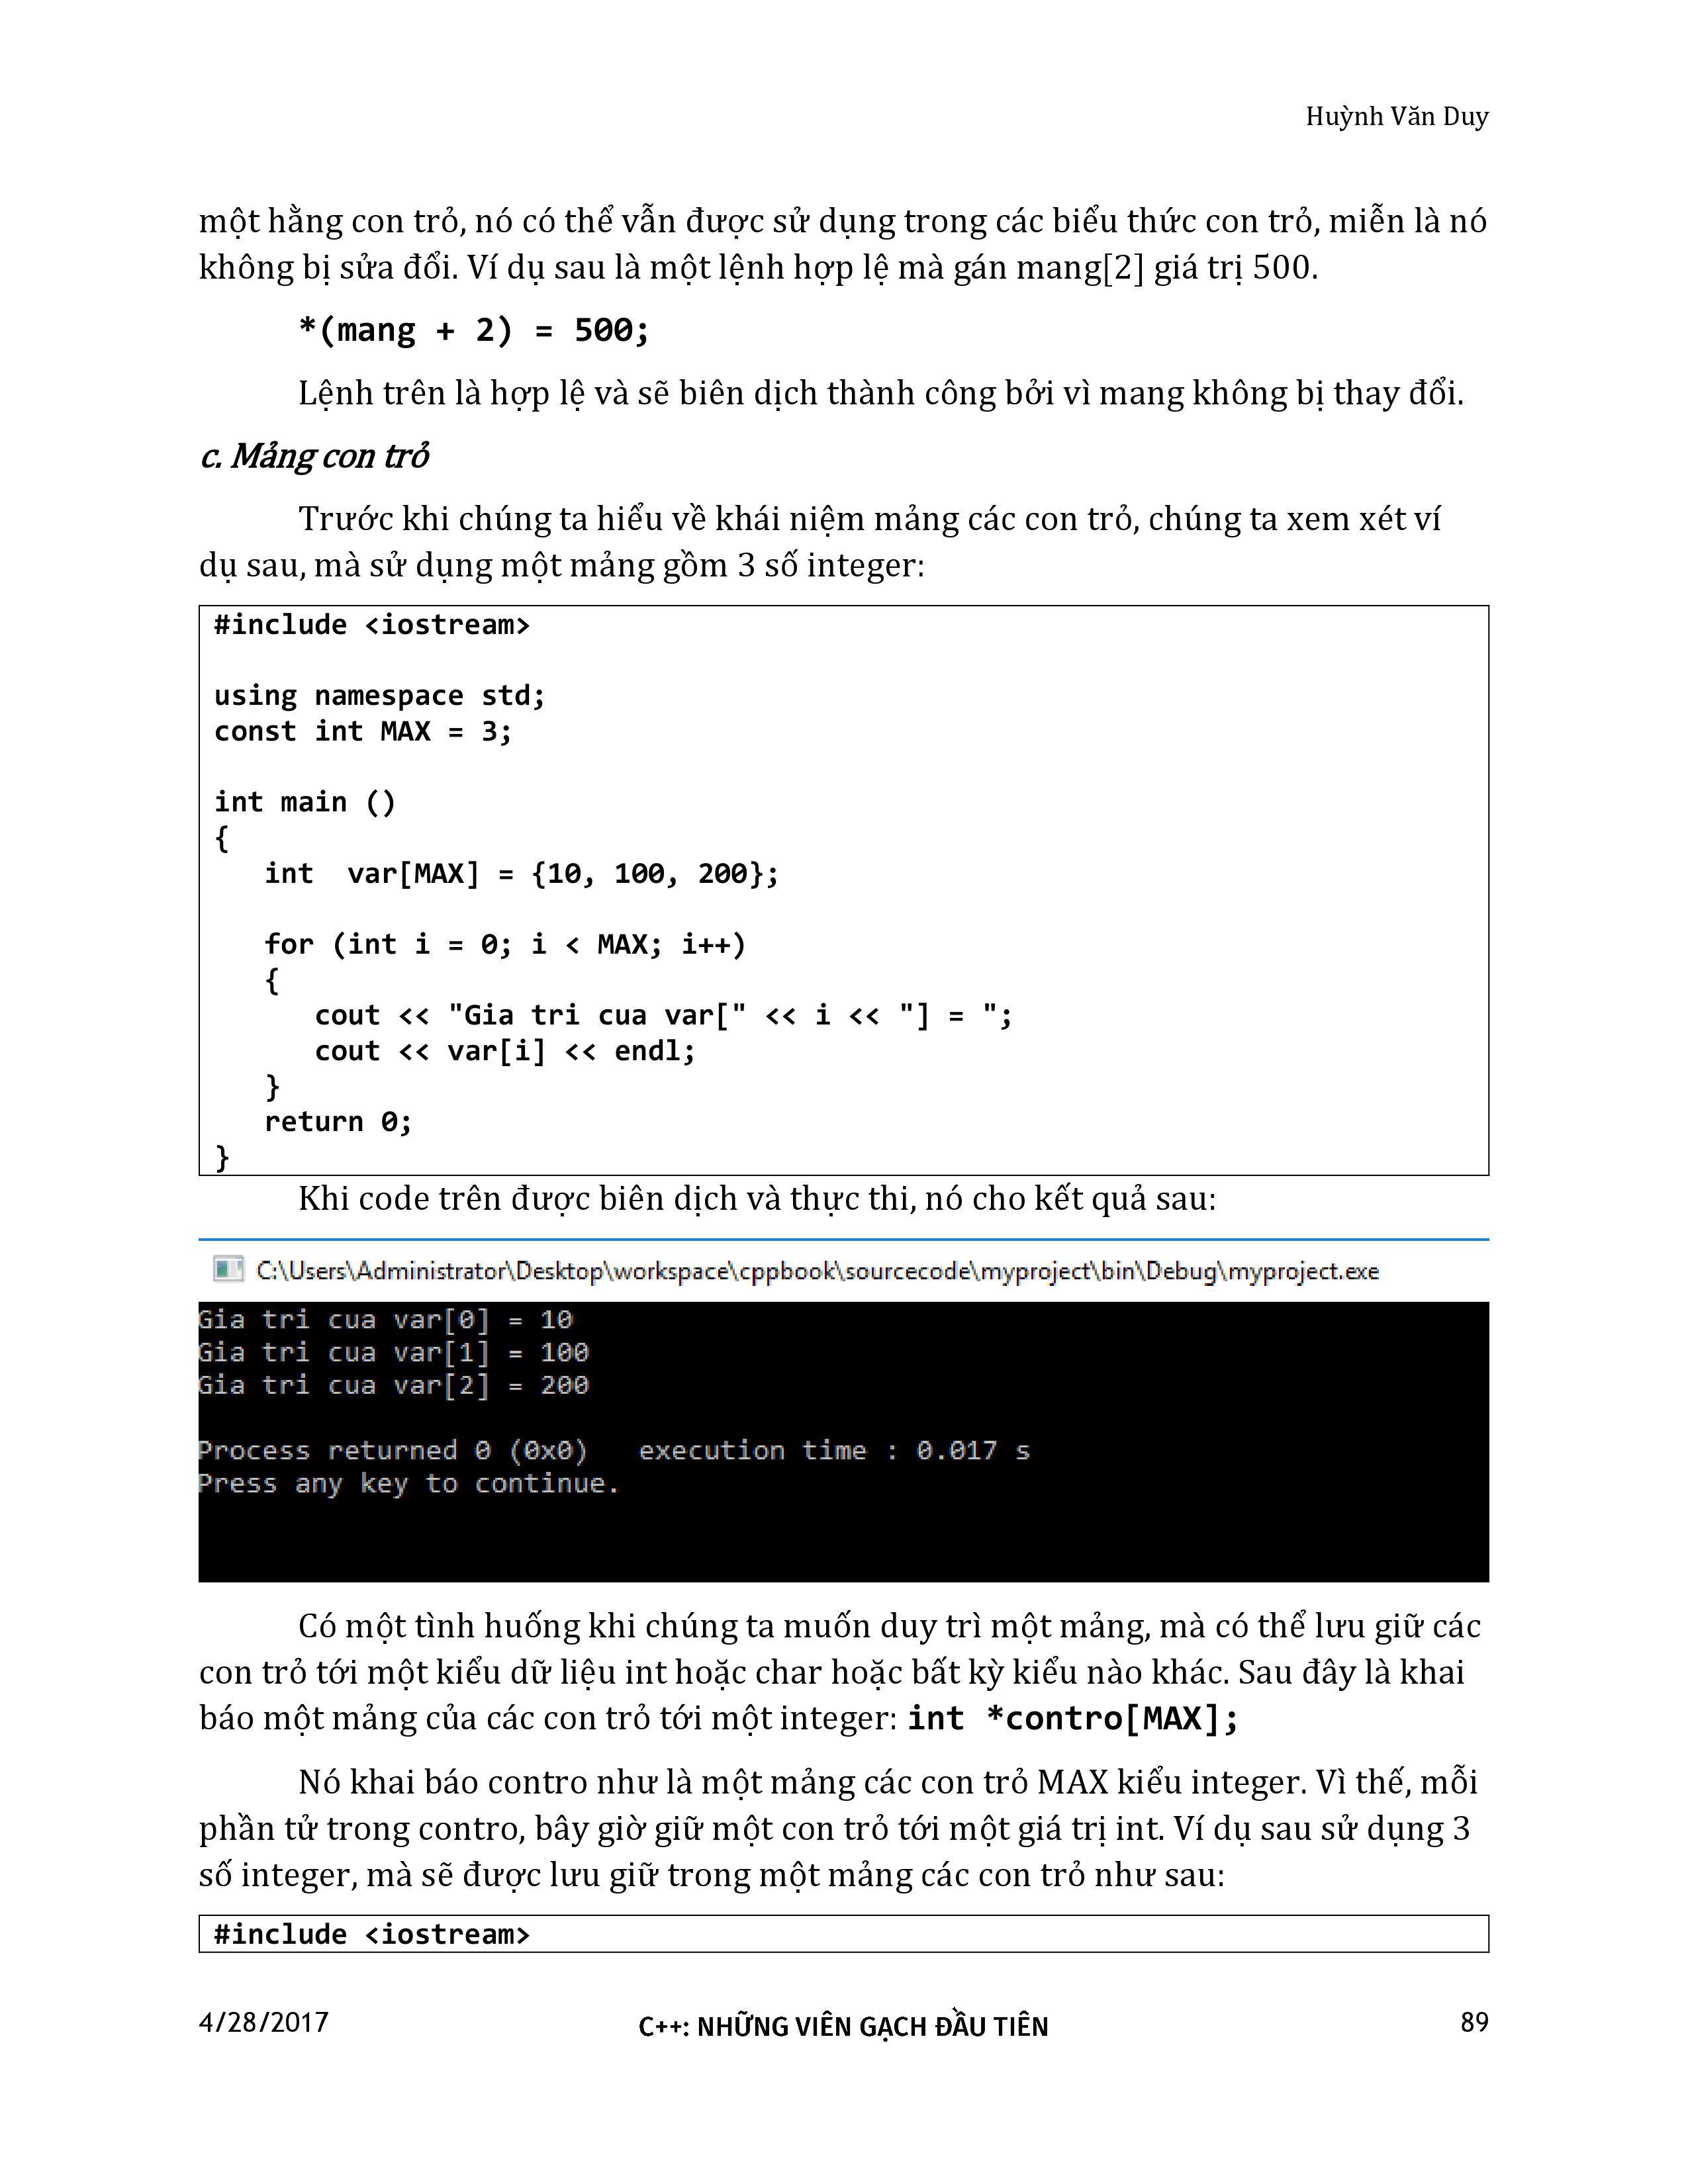 Huỳnh Văn Duy
một hằng con trỏ, nó có thể vẫn được sử dụng trong các biểu thức con trỏ, miễn là nó
không bị sửa đổi. Ví dụ sau là một lệnh hợp lệ mà gán mang[2] giá trị 500.
*(mang + 2) = 500;
Lệnh trên là hợp lệ và sẽ biên dịch thành công bởi vì mang không bị thay đổi.
c. Mảng con trỏ
Trước khi chúng ta hiểu về khái niệm mảng các con trỏ, chúng ta xem xét ví
dụ sau, mà sử dụng một mảng gồm 3 số integer:
#include <iostream>
using namespace std;
const int MAX = 3;
int main ()
{
   int  var[MAX] = {10, 100, 200};
   for (int i = 0; i < MAX; i++)
   {
      cout << "Gia tri cua var[" << i << "] = ";
      cout << var[i] << endl;
   }
   return 0;
}
Khi code trên được biên dịch và thực thi, nó cho kết quả sau:
C:\Users\Administrator\Desktop\workspace\cppbook\sourcecode\myproject\bin\Debug\myproject.exe
Gia tri cua var[0] = 10
Gia tri cua var[1] = 100
Gia tri cua var[2] = 200
Process returned 0 (0x0)   execution time : 0.017 s
Press any key to continue.
Có một tình huống khi chúng ta muốn duy trì một mảng, mà có thể lưu giữ các
con trỏ tới một kiểu dữ liệu int hoặc char hoặc bất kỳ kiểu nào khác. Sau đây là khai
báo một mảng của các con trỏ tới một integer: int *contro[MAX];
Nó khai báo contro như là một mảng các con trỏ MAX kiểu integer. Vì thế, mỗi
phần tử trong contro, bây giờ giữ một con trỏ tới một giá trị int. Ví dụ sau sử dụng 3
số integer, mà sẽ được lưu giữ trong một mảng các con trỏ như sau:
#include <iostream>
4/28/2017 C++: NHỮNG VIÊN GẠCH ĐẦU TIÊN 89